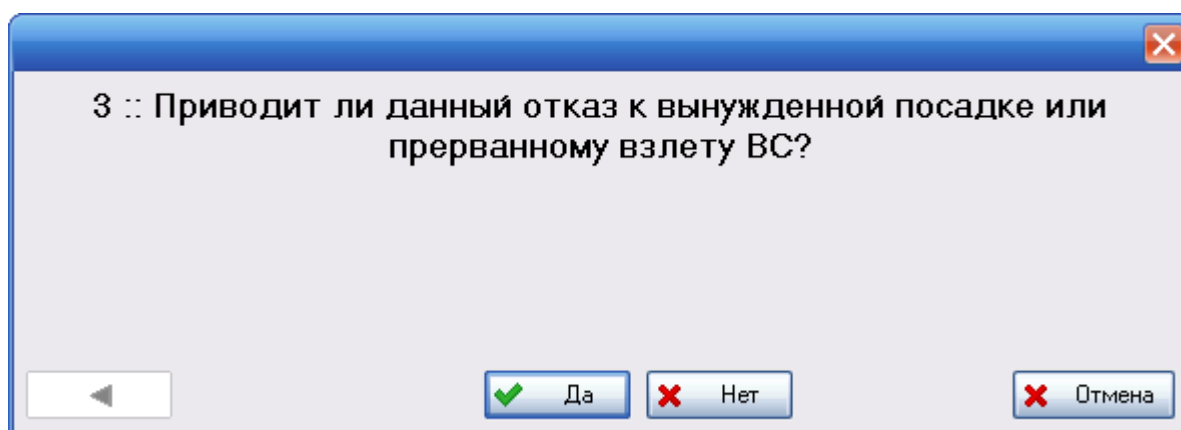 3 :: Приводит ли данный отказ к вынужденной посадке или
прерванному взлету ВС?
Да
Нет
Отмена